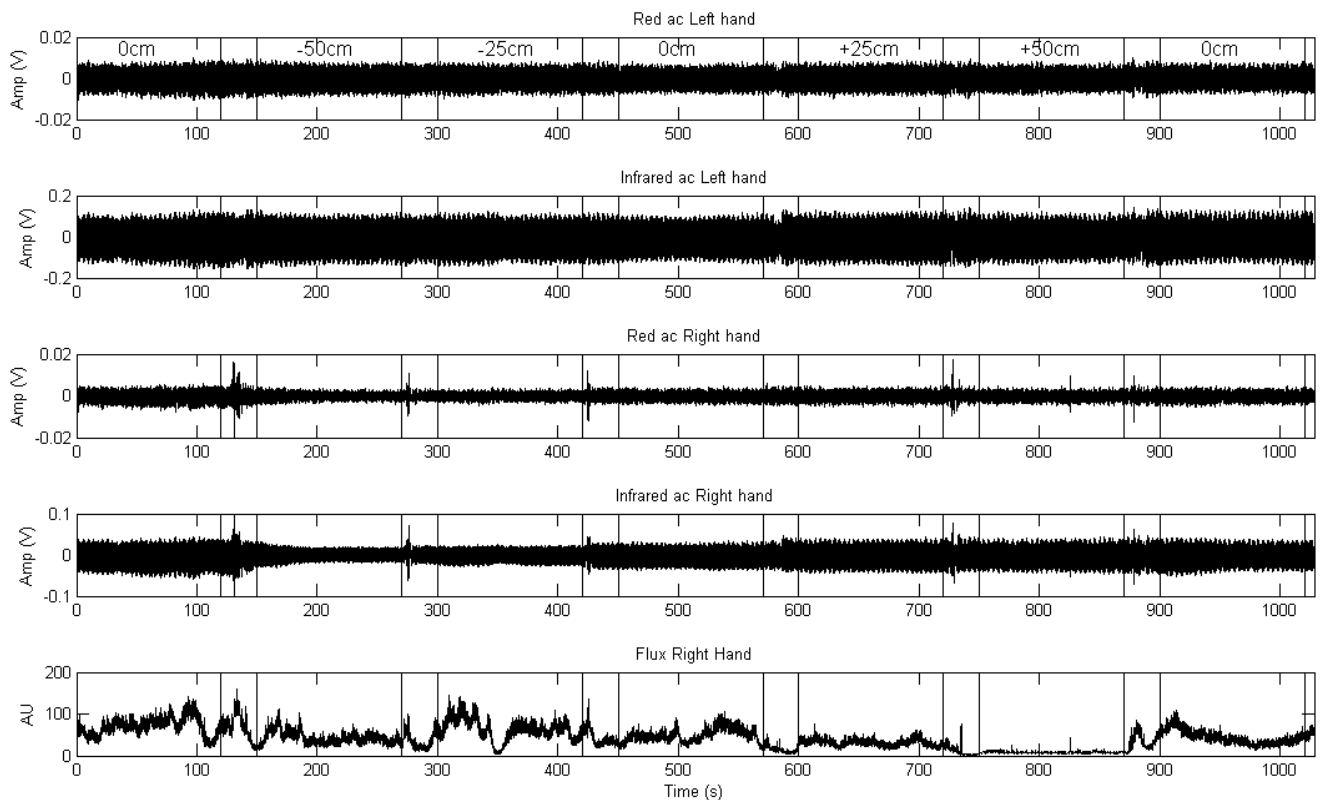 Red ac Left hand
0.02
0cm -50cm -25cm 0cm +25cm +50cm 0cm
Amp (V)
0
-0.02
0 100 200 300 400 500 600 700 800 900 1000
Infrared ac Left hand
0.2
Amp (V)
0
-0.2
0 100 200 300 400 500 600 700 800 900 1000
Red ac Right hand
0.02
Amp (V)
0
-0.02
0 100 200 300 400 500 600 700 800 900 1000
Infrared ac Right hand
0.1
Amp (V)
0
-0.1
0 100 200 300 400 500 600 700 800 900 1000
Flux Right Hand
200
AU
100
0
0 100 200 300 400 500 600 700 800 900 1000
Time (s)